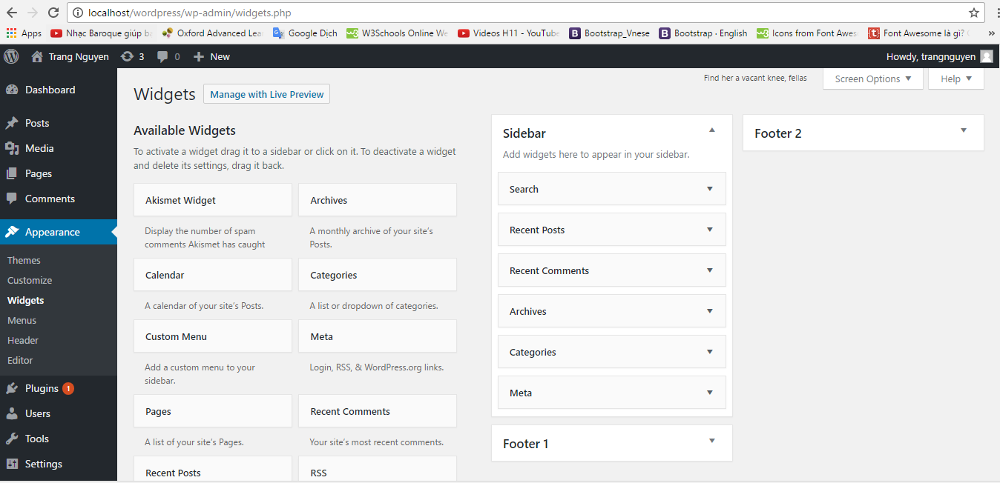 localhost/wordpress/wp-admin/widgets.php
Apps Nhạc Baroque giúp Oxford Advanced Lea Google Dịch W3Schools Online We Videos H11 - YouTube Bootstrap_Vnese Bootstrap · English Icons from Font Awes Font Awesome là gì? »
Trang Nguyen 3 0 New Howdy, trangnguyen
Find her a vacant knee, fellas Screen Options Help
Dashboard
Posts
Media
Pages
Comments
Appearance
Themes
Customize
Widgets
Menus
Header
Editor
Plugins 1
Users
Tools
Settings
Widgets Manage with Live Preview
Available Widgets
To activate a widget drag it to a sidebar or click on it. To deactivate a widget
and delete its settings, drag it back.
Akismet Widget
Display the number of spam
comments Akismet has caught
Archives
A monthly archive of your site's
Posts.
Calendar
A calendar of your site's Posts.
Categories
A list or dropdown of categories.
Custom Menu
Add a custom menu to your
sidebar.
Meta
Login, RSS, & WordPress.org links.
Pages
A list of your site's Pages.
Recent Comments
Your site's most recent comments.
Recent Posts
RSS
Sidebar
Add widgets here to appear in your sidebar.
Search
Recent Posts
Recent Comments
Archives
Categories
Meta
Footer 1
Footer 2